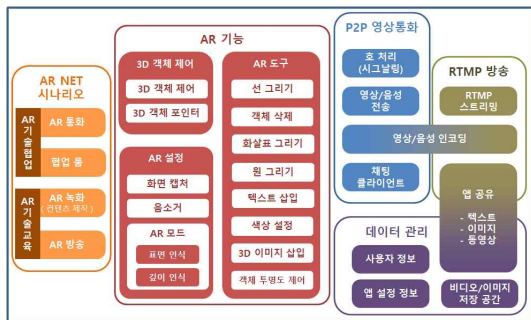 AR NET
시나리오
AR
기
술
협
업
AR 통화
협업 룸
AR
기
술
교
육
AR 녹화
( 컨텐츠 제작 )
AR 방송
AR 기능
3D 객체 제어
3D 객체 제어
3D 객체 포인터
AR 설정
화면 캡처
음소거
AR 모드
표면 인식
깊이 인식
AR 도구
선 그리기
객체 삭제
화살표 그리기
원 그리기
텍스트 삽입
색상 설정
3D 이미지 삽입
객체 투명도 제어
P2P 영상통화
호 처리
(시그널링)
영상/음성
전송
영상/음성 인코딩
채팅
클라이언트
RTMP 방송
RTMP
스트리밍
앱 공유
- 텍스트
- 이미지
- 동영상
데이터 관리
사용자 정보
앱 설정 정보
비디오/이미지
저장 공간